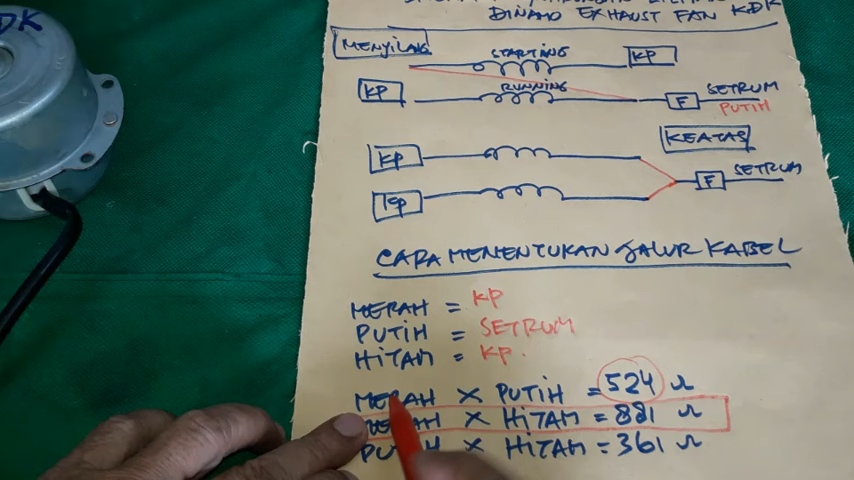 DINAMO EXHAUST FAN KDK
MENYILANG
STARTING
KP
KP
RUNNING
F
SETRUM
PUTIH
KEATAS
KP
F
SETRUM
KP
CARA MENENTUKAN JALUR KABEL
MERAH = KP
PUTIH = SETRUM
HITAM = KP.
MERAH X PUTIH = 524 Ω
X HITAM = 881 Ω
X HITAM = 361 Ω
DK